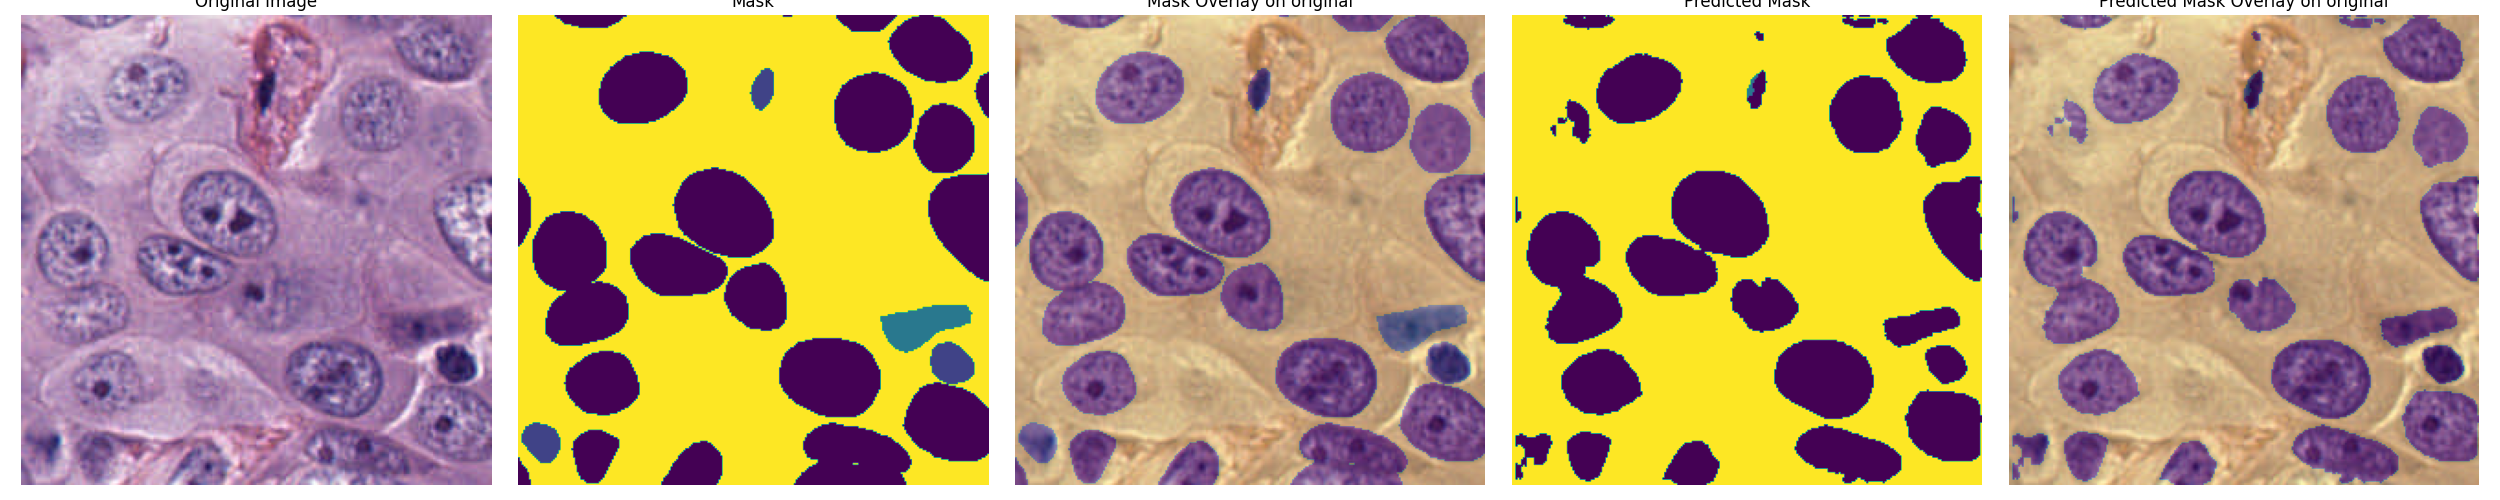 Original Image
Mask
Mask Overlay on original
Predicted Mask
Predicted Mask Overlay on original